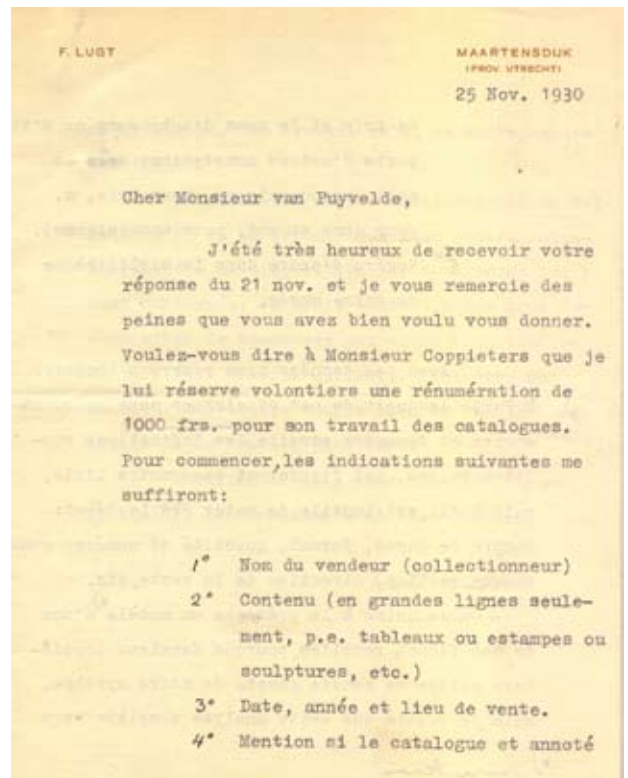 F. LUGT
MAARTENSDIJK
(PROV. UTRECHT)
25 Nov. 1930
Cher Monsieur van Puyvelde,
J'été très heureux de recevoir votre
réponse du 21 nov. et je vous remercie des
peines que vous avez bien voulu vous donner.
Voulez-vous dire à Monsieur Coppieters que je
lui réserve volontiers une rénumération de
1000 frs. pour son travail des catalogues.
Pour commencer,les indications suivantes me
suffiront:
1° Nom du vendeur (collectionneur)
2° Contenu (en grandes lignes seule-
ment, p.e. tableaux ou estampes ou
sculptures, etc.)
3° Date, année et lieu de vente.
4° Mention si le catalogue et annoté